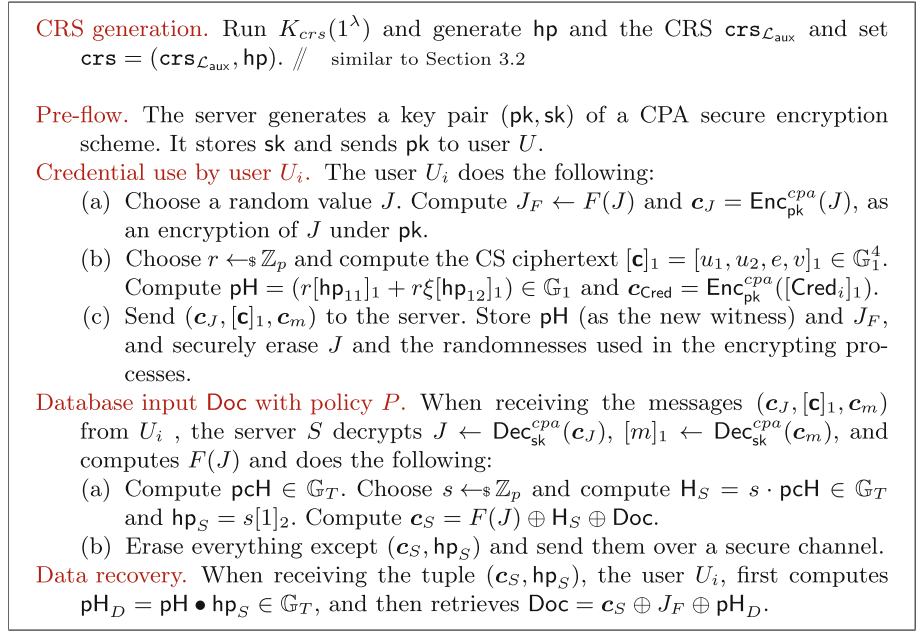 CRS generation. Run K_crs(1^λ) and generate hp and the CRS crs_{L_aux} and set
crs = (crs_{L_aux}, hp). // similar to Section 3.2
Pre-flow. The server generates a key pair (pk, sk) of a CPA secure encryption
scheme. It stores sk and sends pk to user U.
Credential use by user U_i. The user U_i does the following:
(a) Choose a random value J. Compute J_F ← F(J) and c_J = Enc^{cpa}_{pk}(J), as
an encryption of J under pk.
(b) Choose r ←$ ℤ_p and compute the CS ciphertext [c]_1 = [u_1, u_2, e, v]_1 ∈ 𝔾_1^4.
Compute pH = (r[hp_{11}]_1 + rξ[hp_{12}]_1) ∈ 𝔾_1 and c_{Cred} = Enc^{cpa}_{pk}([Cred_i]_1).
(c) Send (c_J, [c]_1, c_m) to the server. Store pH (as the new witness) and J_F,
and securely erase J and the randomnesses used in the encrypting pro-
cesses.
Database input Doc with policy P. When receiving the messages (c_J, [c]_1, c_m)
from U_i , the server S decrypts J ← Dec^{cpa}_{sk}(c_J), [m]_1 ← Dec^{cpa}_{sk}(c_m), and
computes F(J) and does the following:
(a) Compute pcH ∈ 𝔾_T. Choose s ←$ ℤ_p and compute H_S = s · pcH ∈ 𝔾_T
and hp_S = s[1]_2. Compute c_S = F(J) ⊕ H_S ⊕ Doc.
(b) Erase everything except (c_S, hp_S) and send them over a secure channel.
Data recovery. When receiving the tuple (c_S, hp_S), the user U_i, first computes
pH_D = pH • hp_S ∈ 𝔾_T, and then retrieves Doc = c_S ⊕ J_F ⊕ pH_D.